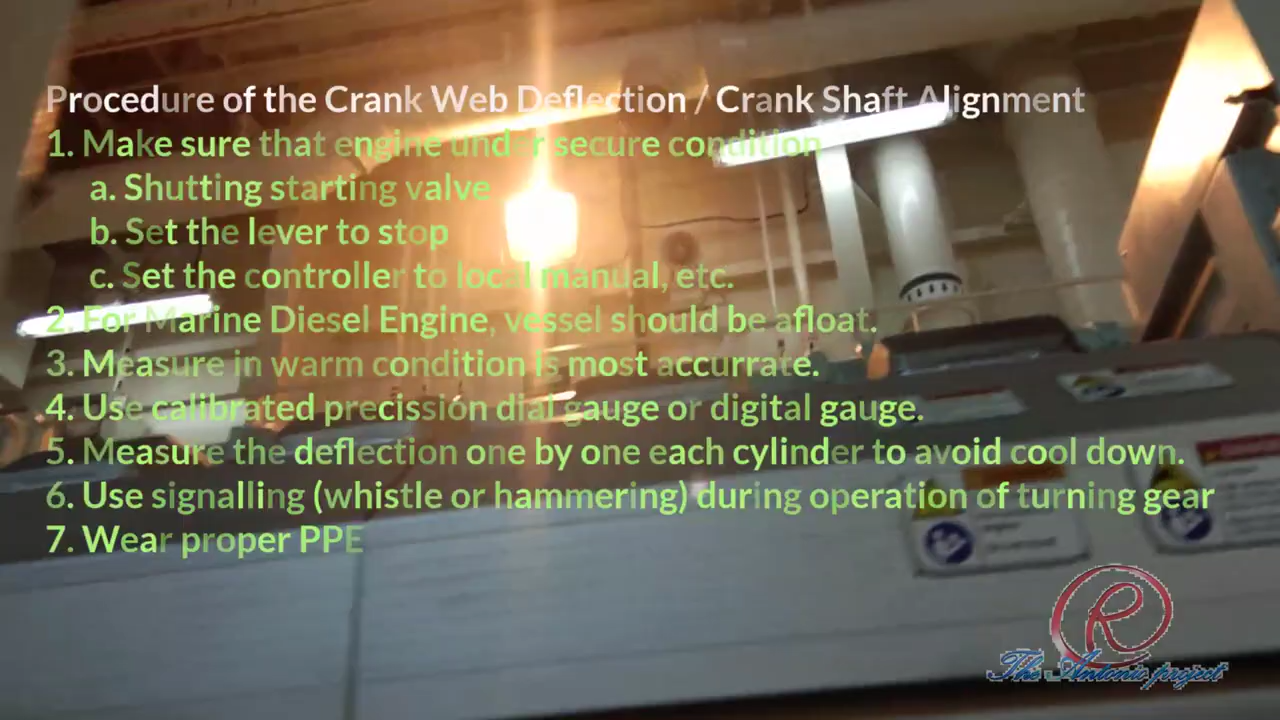 Procedure of the Crank Web Deflection / Crank Shaft Alignment
1. Make sure that engine under secure condition
a. Shutting starting valve
b. Set the lever to stop
c. Set the controller to local manual, etc.
2. For Marine Diesel Engine, vessel should be afloat.
3. Measure in warm condition is most accurrate.
4. Use calibrated precission dial gauge or digital gauge.
5. Measure the deflection one by one each cylinder to avoid cool down.
6. Use signalling (whistle or hammering) during operation of turning gear
7. Wear proper PPE
R
The Antonio project